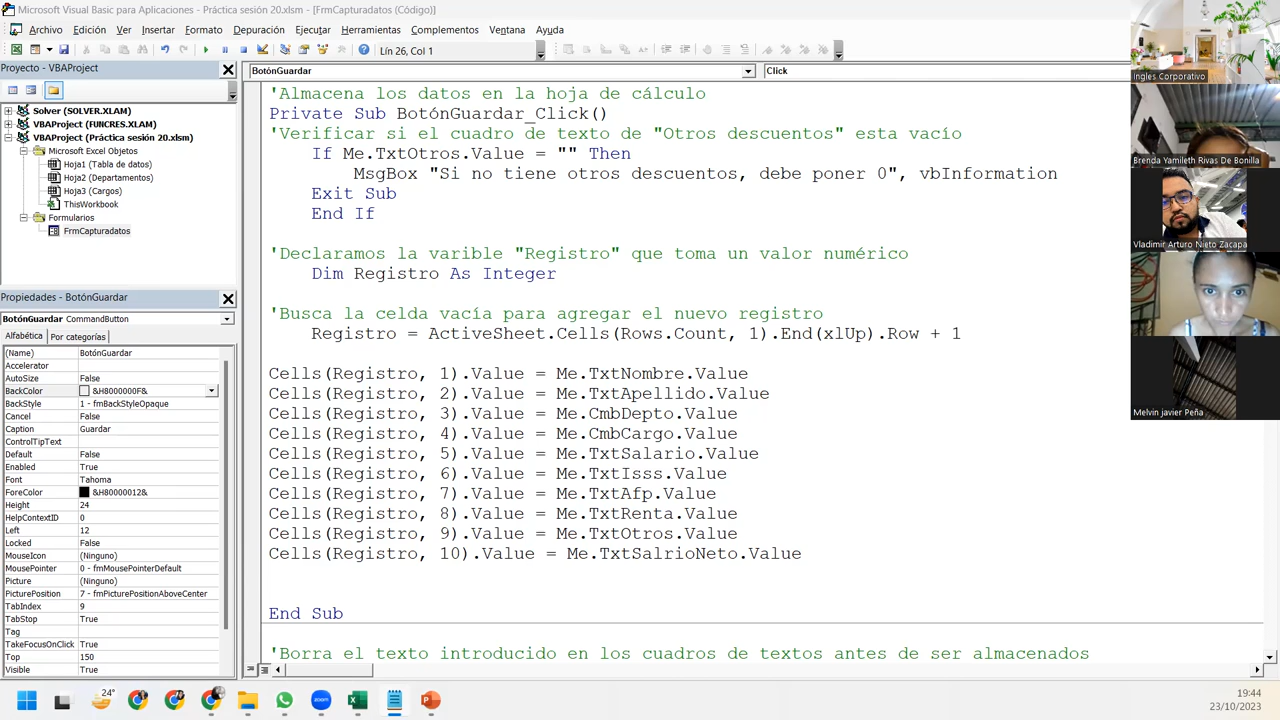 Microsoft Visual Basic para Aplicaciones - Práctica sesión 20.xlsm - [FrmCapturadatos (Código)]
Archivo Edición Ver Insertar Formato Depuración Ejecutar Herramientas Complementos Ventana Ayuda
Lín 26, Col 1
Proyecto - VBAProject
Solver (SOLVER.XLAM)
VBAProject (FUNCRES.XLAM)
VBAProject (Práctica sesión 20.xlsm)
Microsoft Excel Objetos
Hoja1 (Tabla de datos)
Hoja2 (Departamentos)
Hoja3 (Cargos)
ThisWorkbook
Formularios
FrmCapturadatos
Propiedades - BotónGuardar
BotónGuardar CommandButton
Alfabética Por categorías
(Name) BotónGuardar
Accelerator
AutoSize False
BackColor &H8000000F&
BackStyle 1 - fmBackStyleOpaque
Cancel False
Caption Guardar
ControlTipText
Default False
Enabled True
Font Tahoma
ForeColor &H80000012&
Height 24
HelpContextID 0
Left 12
Locked False
MouseIcon (Ninguno)
MousePointer 0 - fmMousePointerDefault
Picture (Ninguno)
PicturePosition 7 - fmPicturePositionAboveCenter
TabIndex 9
TabStop True
Tag
TakeFocusOnClick True
Top 150
Visible True
BotónGuardar Click
'Almacena los datos en la hoja de cálculo
Private Sub BotónGuardar_Click()
'Verificar si el cuadro de texto de "Otros descuentos" esta vacío
If Me.TxtOtros.Value = "" Then
MsgBox "Si no tiene otros descuentos, debe poner 0", vbInformation
Exit Sub
End If
'Declaramos la varible "Registro" que toma un valor numérico
Dim Registro As Integer
'Busca la celda vacía para agregar el nuevo registro
Registro = ActiveSheet.Cells(Rows.Count, 1).End(xlUp).Row + 1
Cells(Registro, 1).Value = Me.TxtNombre.Value
Cells(Registro, 2).Value = Me.TxtApellido.Value
Cells(Registro, 3).Value = Me.CmbDepto.Value
Cells(Registro, 4).Value = Me.CmbCargo.Value
Cells(Registro, 5).Value = Me.TxtSalario.Value
Cells(Registro, 6).Value = Me.TxtIsss.Value
Cells(Registro, 7).Value = Me.TxtAfp.Value
Cells(Registro, 8).Value = Me.TxtRenta.Value
Cells(Registro, 9).Value = Me.TxtOtros.Value
Cells(Registro, 10).Value = Me.TxtSalrioNeto.Value
End Sub
'Borra el texto introducido en los cuadros de textos antes de ser almacenados
Ingles Corporativo
Brenda Yamileth Rivas De Bonilla
Vladimir Arturo Nieto Zacapa
Melvin javier Peña
24°
zoom
19:44
23/10/2023